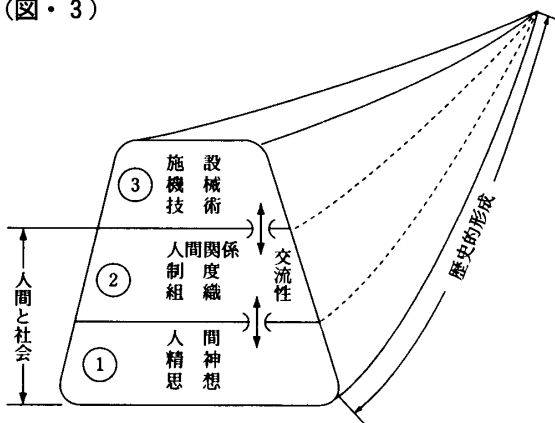 （図・３）
③
施設
機械
技術
②
人間関係
制度
組織
交流性
①
人間
精神
思想
人間と社会
歴史的形成